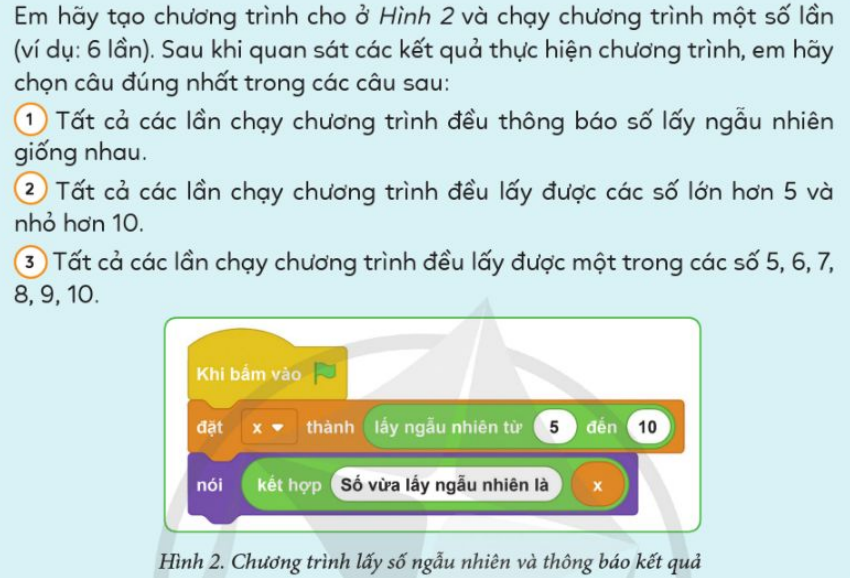 Em hãy tạo chương trình cho ở Hình 2 và chạy chương trình một số lần
(ví dụ: 6 lần). Sau khi quan sát các kết quả thực hiện chương trình, em hãy
chọn câu đúng nhất trong các câu sau:
1 Tất cả các lần chạy chương trình đều thông báo số lấy ngẫu nhiên
giống nhau.
2 Tất cả các lần chạy chương trình đều lấy được các số lớn hơn 5 và
nhỏ hơn 10.
3 Tất cả các lần chạy chương trình đều lấy được một trong các số 5, 6, 7,
8, 9, 10.
Khi bấm vào
đặt x thành lấy ngẫu nhiên từ 5 đến 10
nói kết hợp Số vừa lấy ngẫu nhiên là x
Hình 2. Chương trình lấy số ngẫu nhiên và thông báo kết quả